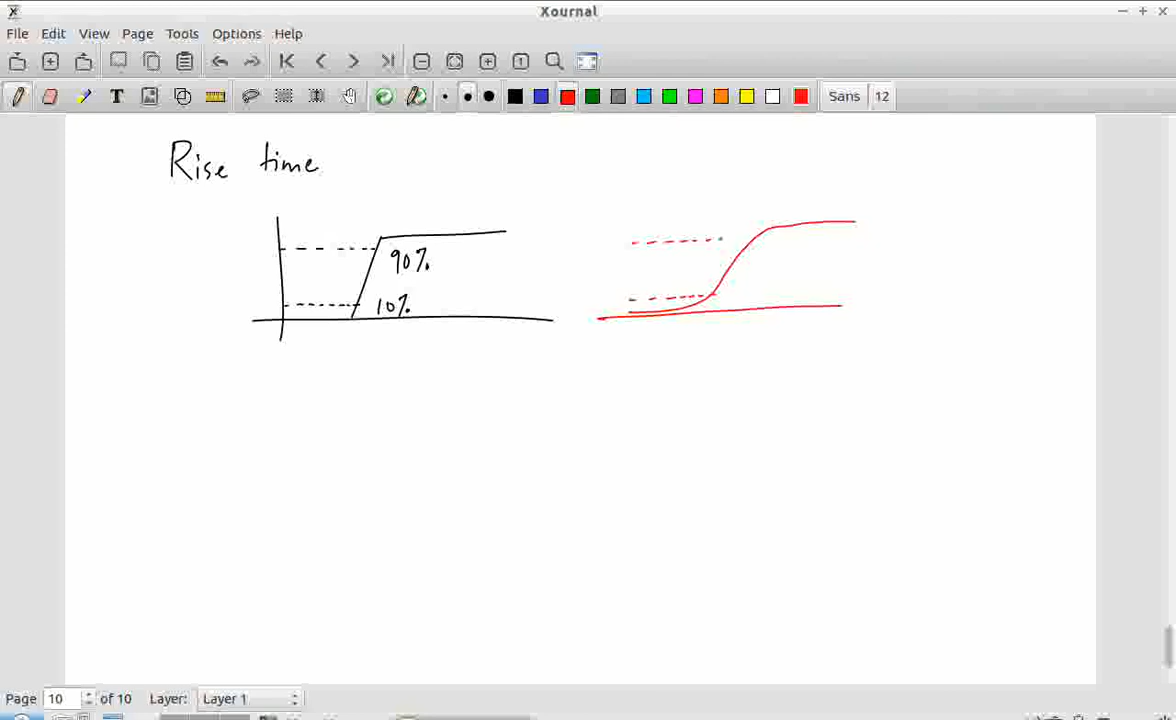 Xournal
File Edit View Page Tools Options Help
Sans 12
Rise time
90%
10%
Page 10 of 10 Layer: Layer 1